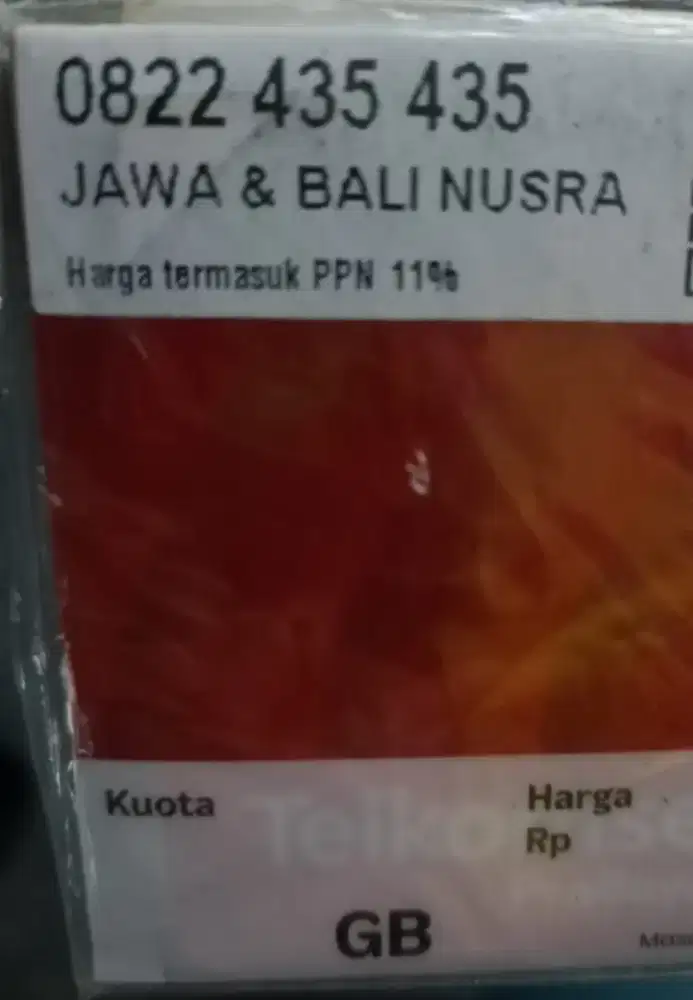 0822 435 435
JAWA & BALI NUSRA
Harga termasuk PPN 11%
Kuota
Harga
Rp
GB